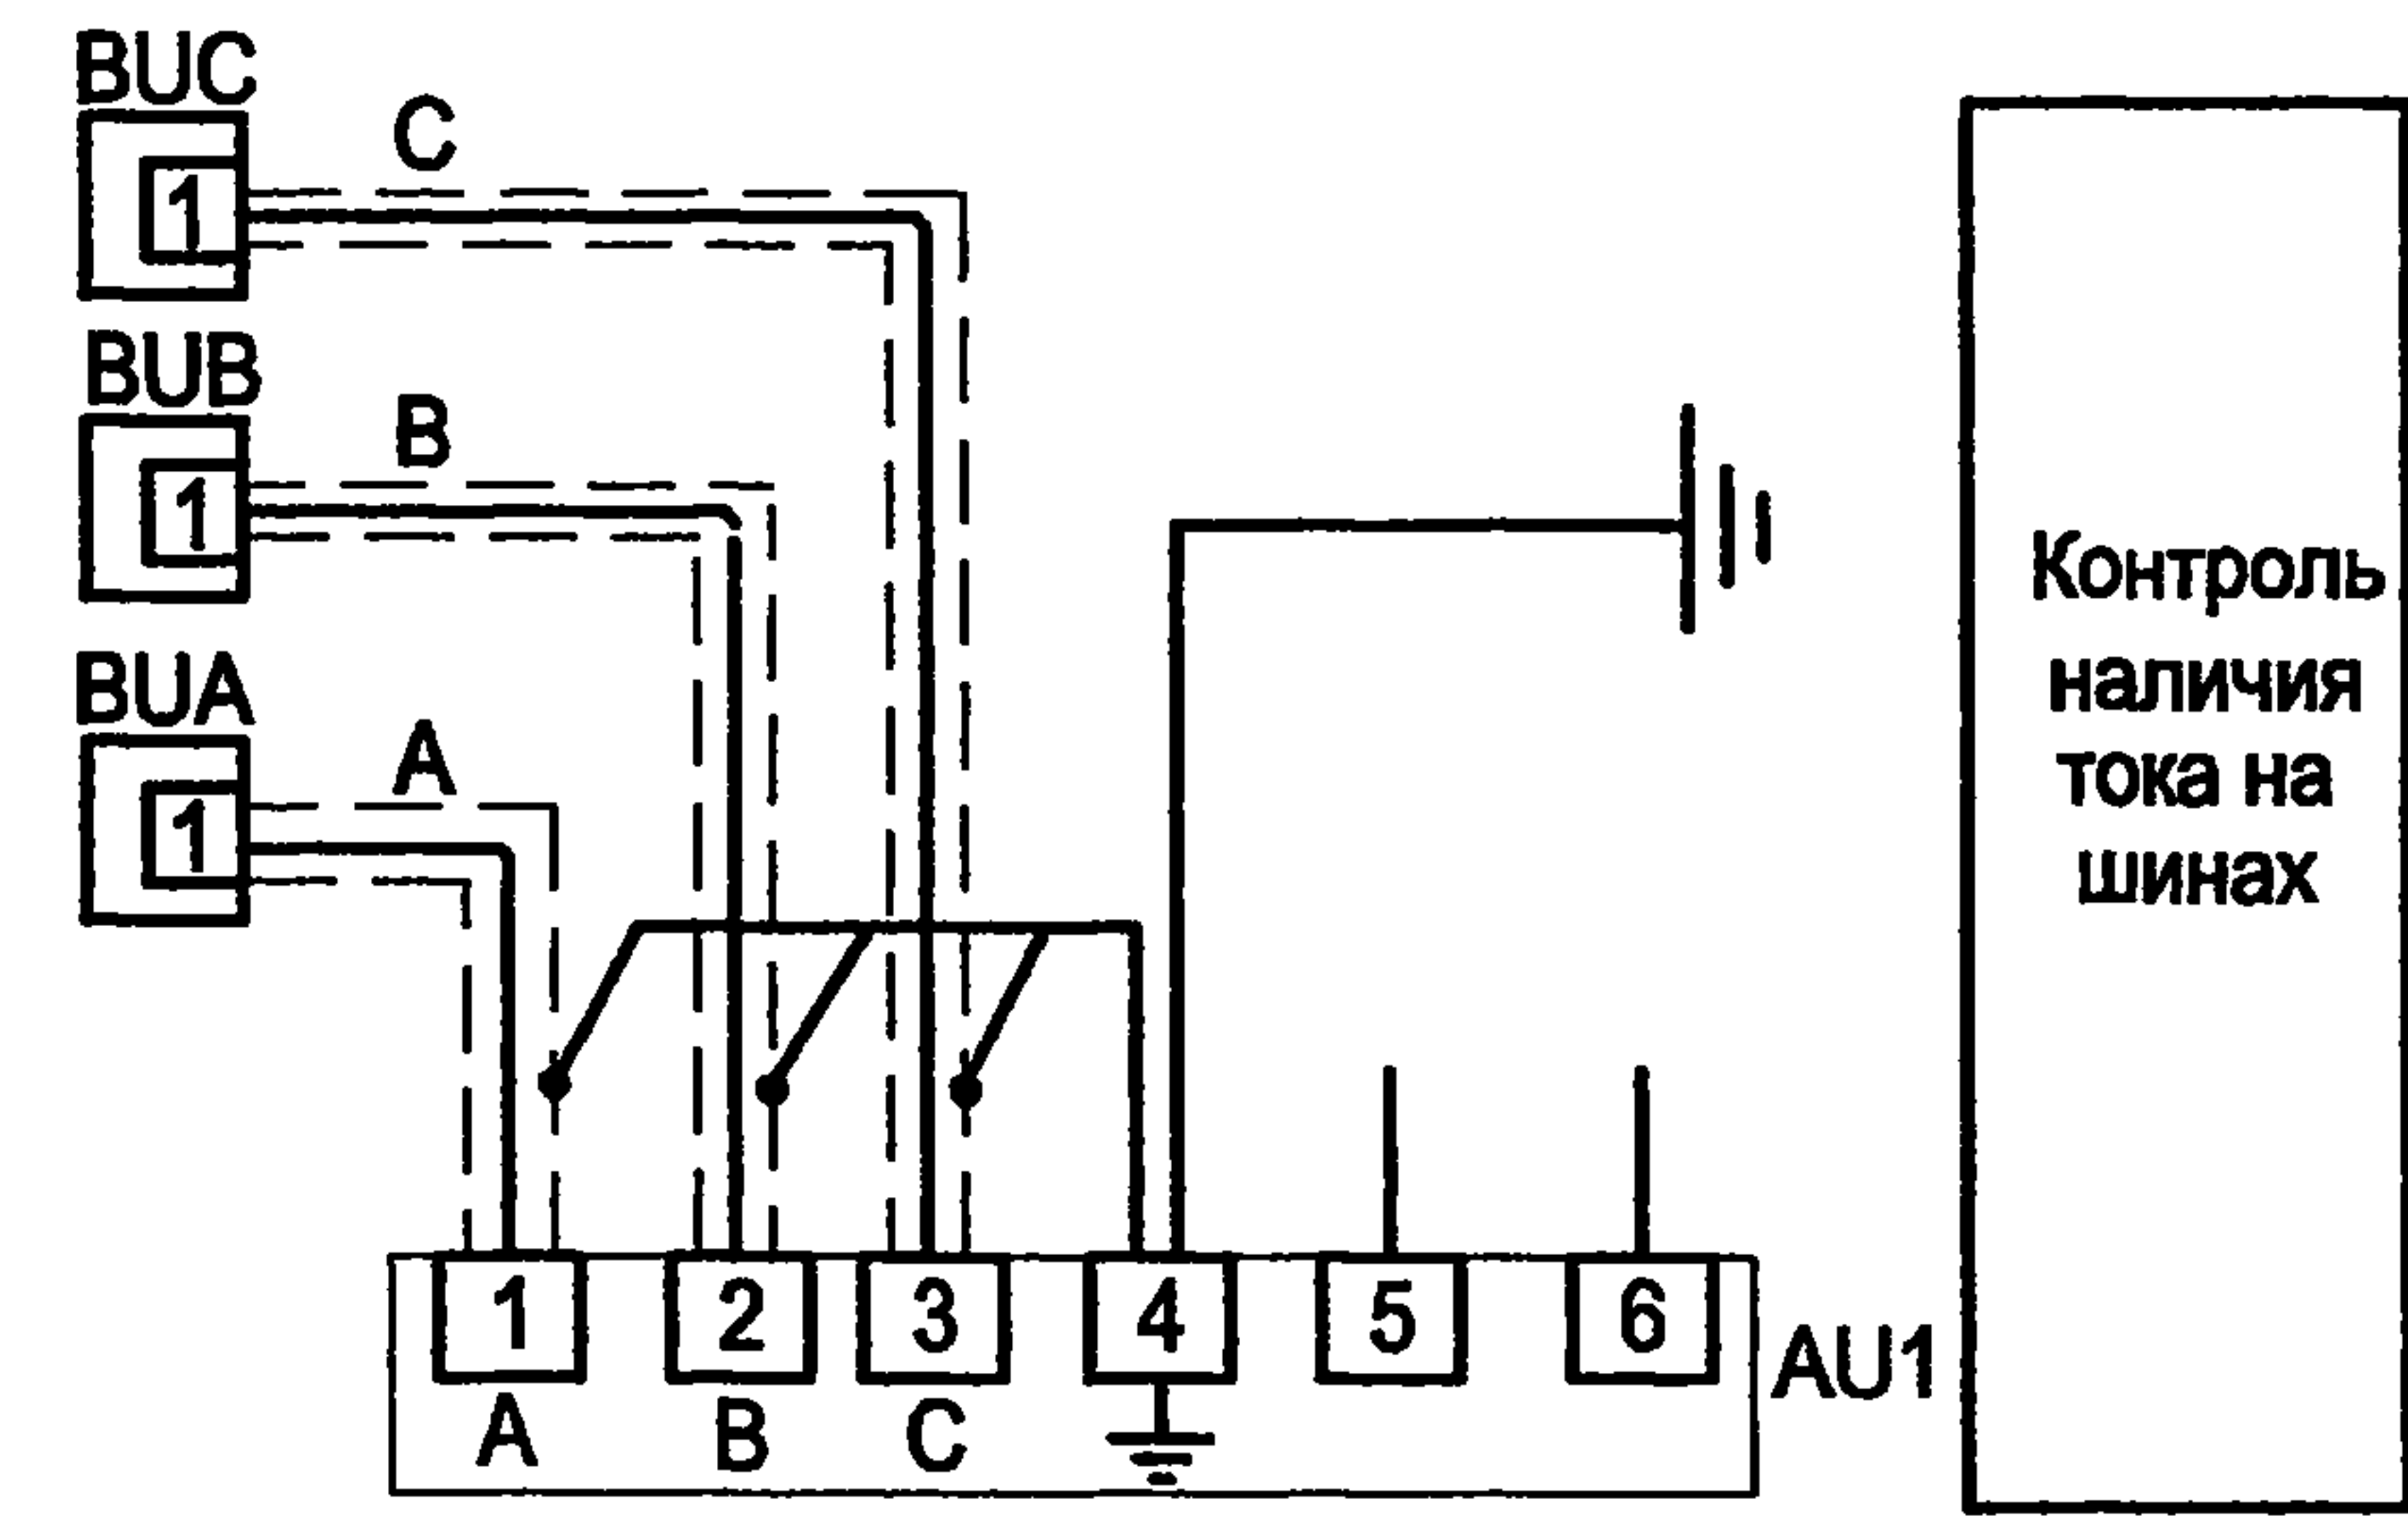 BUC
1
C
BUB
1
B
BUA
1
A
Контроль
наличия
тока на
шинах
1 2 3 4 5 6
AU1
A B C